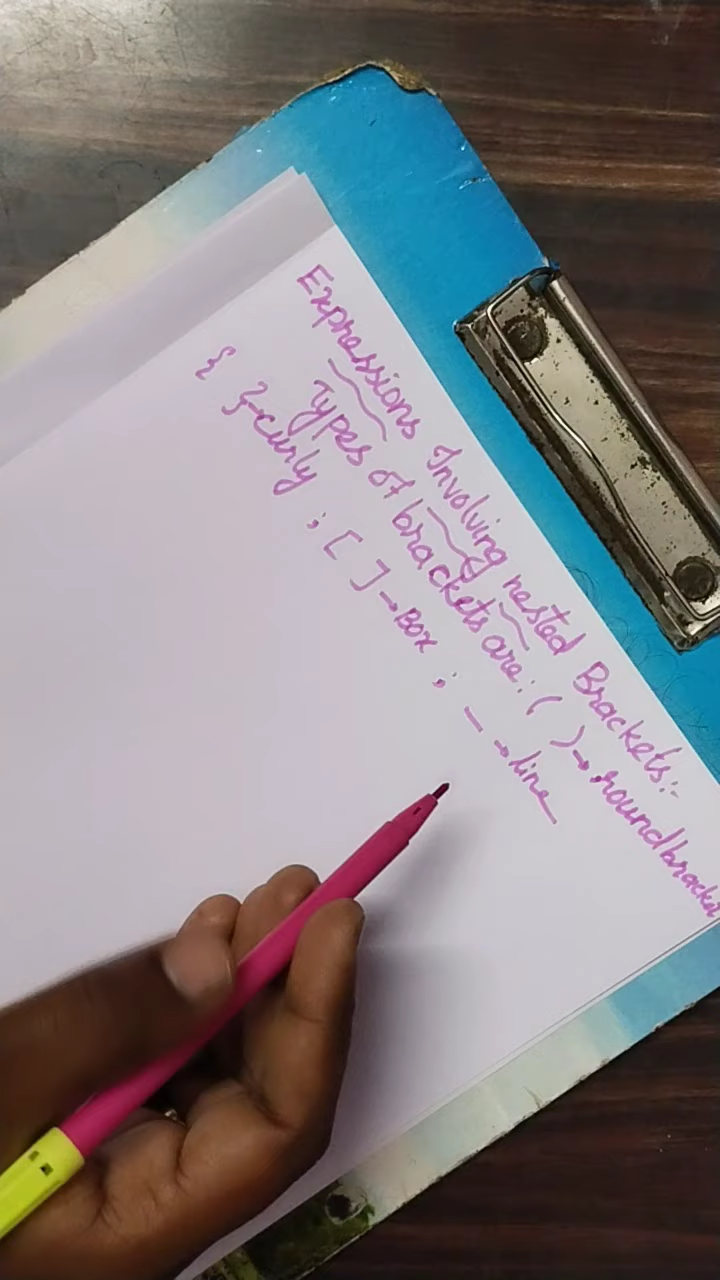 Expressions Involving nested Brackets:-
Types of brackets are: ( ) → round bracket
{ } → curly ; [ ] → Box ; — → line